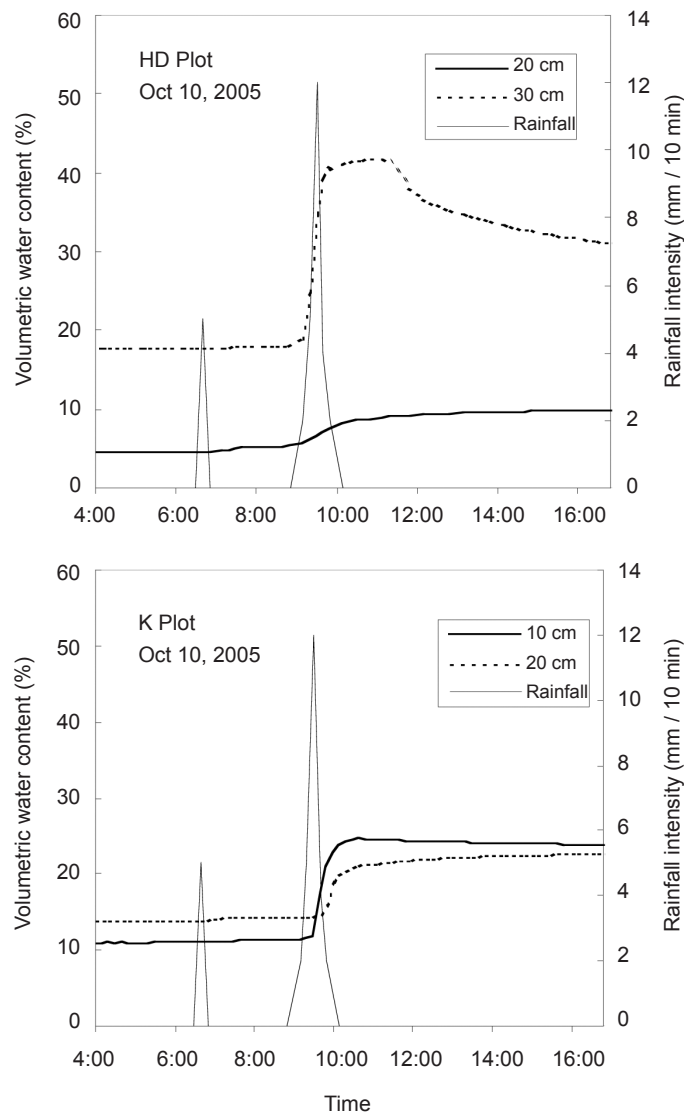 60
50
40
30
20
10
0
Volumetric water content (%)
HD Plot
Oct 10, 2005
20 cm
30 cm
Rainfall
14
12
10
8
6
4
2
0
Rainfall intensity (mm / 10 min)
4:00 6:00 8:00 10:00 12:00 14:00 16:00
60
50
40
30
20
10
0
Volumetric water content (%)
K Plot
Oct 10, 2005
10 cm
20 cm
Rainfall
14
12
10
8
6
4
2
0
Rainfall intensity (mm / 10 min)
4:00 6:00 8:00 10:00 12:00 14:00 16:00
Time